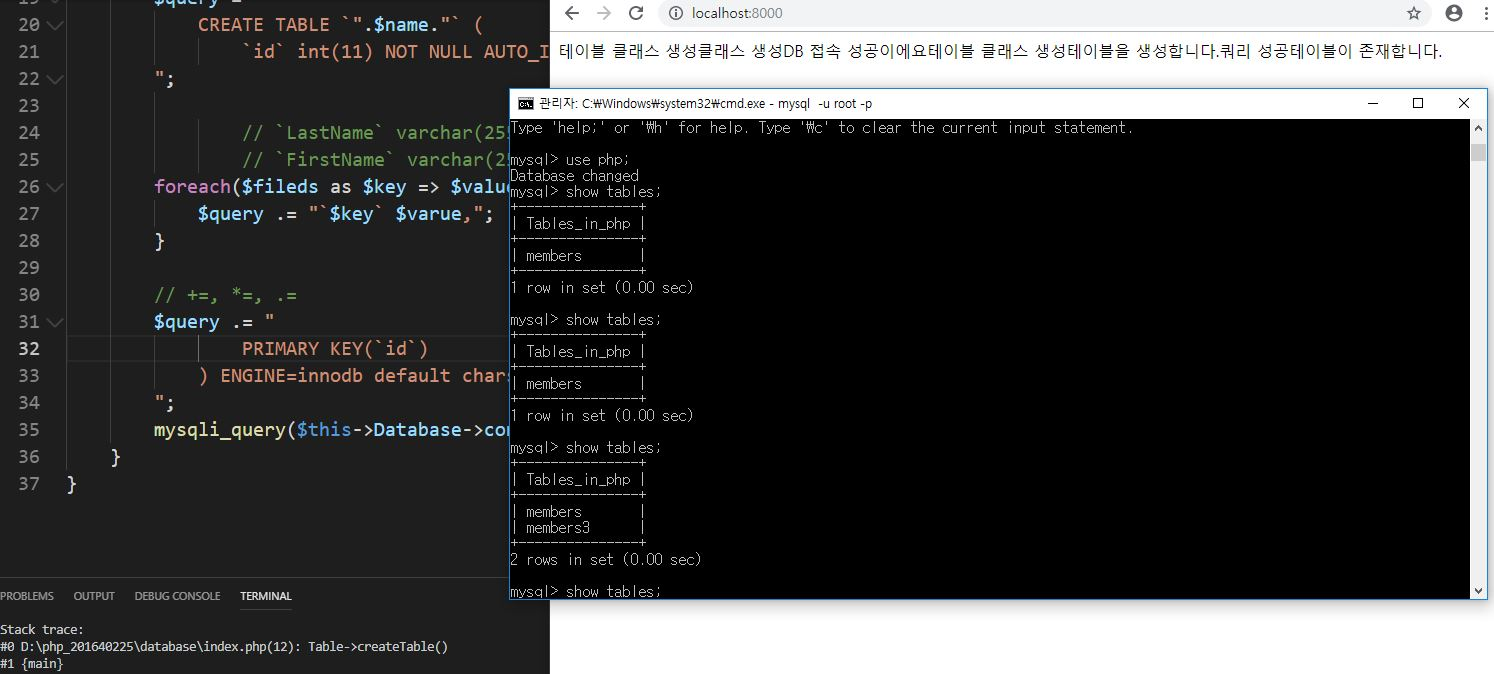 $query =
20 CREATE TABLE `".$name."` (
21 `id` int(11) NOT NULL AUTO_I
22 ";
23
24 // `LastName` varchar(255
25 // `FirstName` varchar(25
26 foreach($fileds as $key => $value
27 $query .= "`$key` $varue,";
28 }
29
30 // +=, *=, .=
31 $query .= "
32 PRIMARY KEY(`id`)
33 ) ENGINE=innodb default chars
34 ";
35 mysqli_query($this->Database->con
36 }
37 }
PROBLEMS OUTPUT DEBUG CONSOLE TERMINAL
Stack trace:
#0 D:\php_201640225\database\index.php(12): Table->createTable()
#1 {main}
localhost:8000
테이블 클래스 생성클래스 생성DB 접속 성공이에요테이블 클래스 생성테이블을 생성합니다.쿼리 성공테이블이 존재합니다.
관리자: C:₩Windows₩system32₩cmd.exe - mysql  -u root -p
Type 'help;' or '₩h' for help. Type '₩c' to clear the current input statement.
mysql> use php;
Database changed
mysql> show tables;
+---------------+
| Tables_in_php |
+---------------+
| members       |
+---------------+
1 row in set (0.00 sec)
mysql> show tables;
+---------------+
| Tables_in_php |
+---------------+
| members       |
+---------------+
1 row in set (0.00 sec)
mysql> show tables;
+---------------+
| Tables_in_php |
+---------------+
| members       |
| members3      |
+---------------+
2 rows in set (0.00 sec)
mysql> show tables;